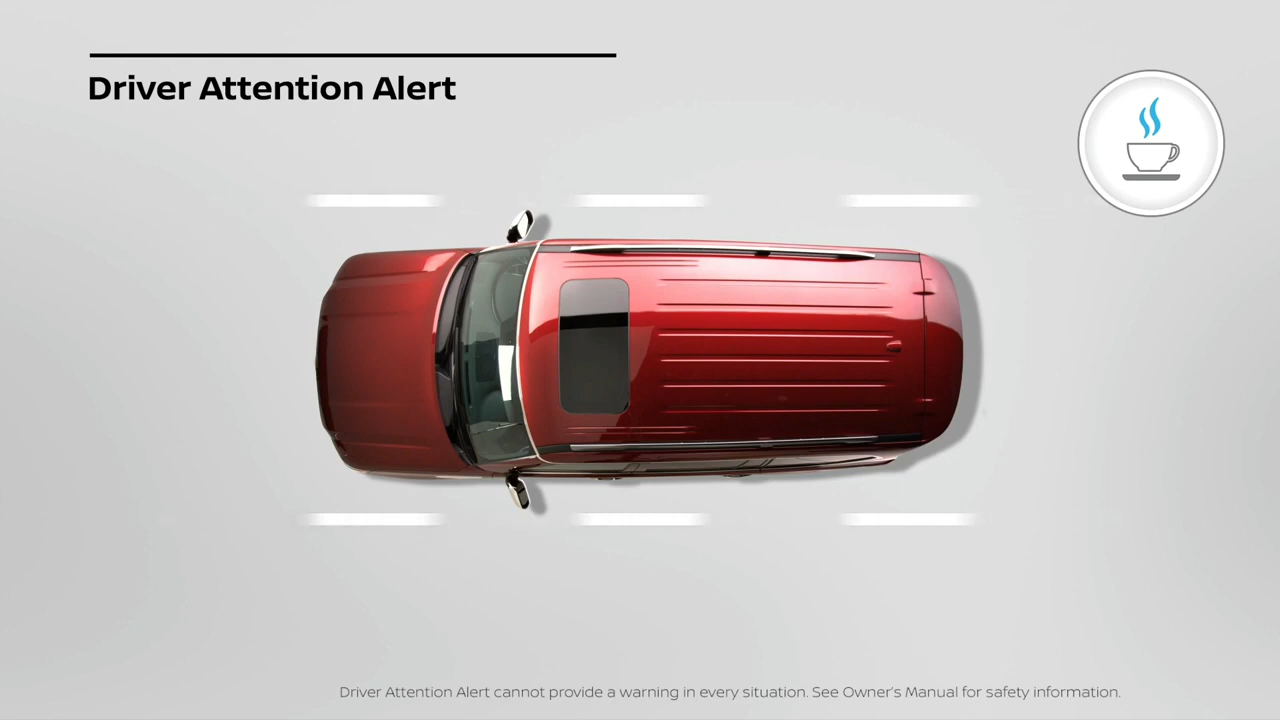 Driver Attention Alert
Driver Attention Alert cannot provide a warning in every situation. See Owner's Manual for safety information.